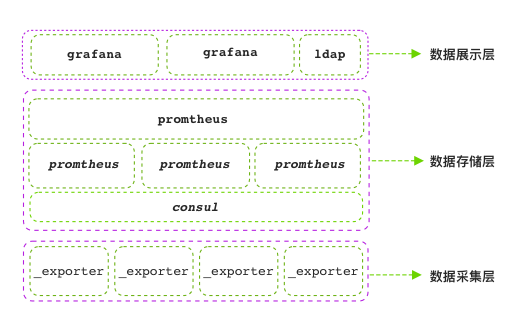 grafana grafana ldap 数据展示层
promtheus
promtheus promtheus promtheus 数据存储层
consul
_exporter _exporter _exporter _exporter 数据采集层